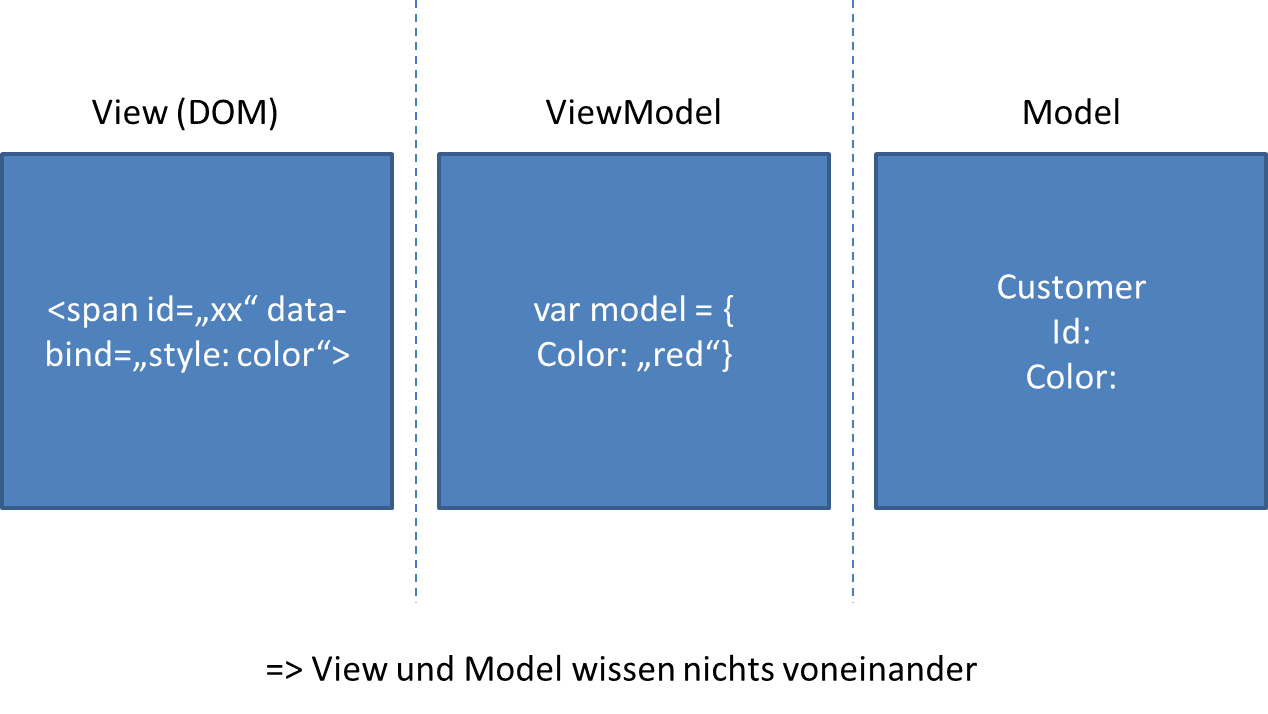 View (DOM)
ViewModel
Model
<span id=„xx“ data-
bind=„style: color“>
var model = {
Color: „red“}
Customer
Id:
Color:
=> View und Model wissen nichts voneinander